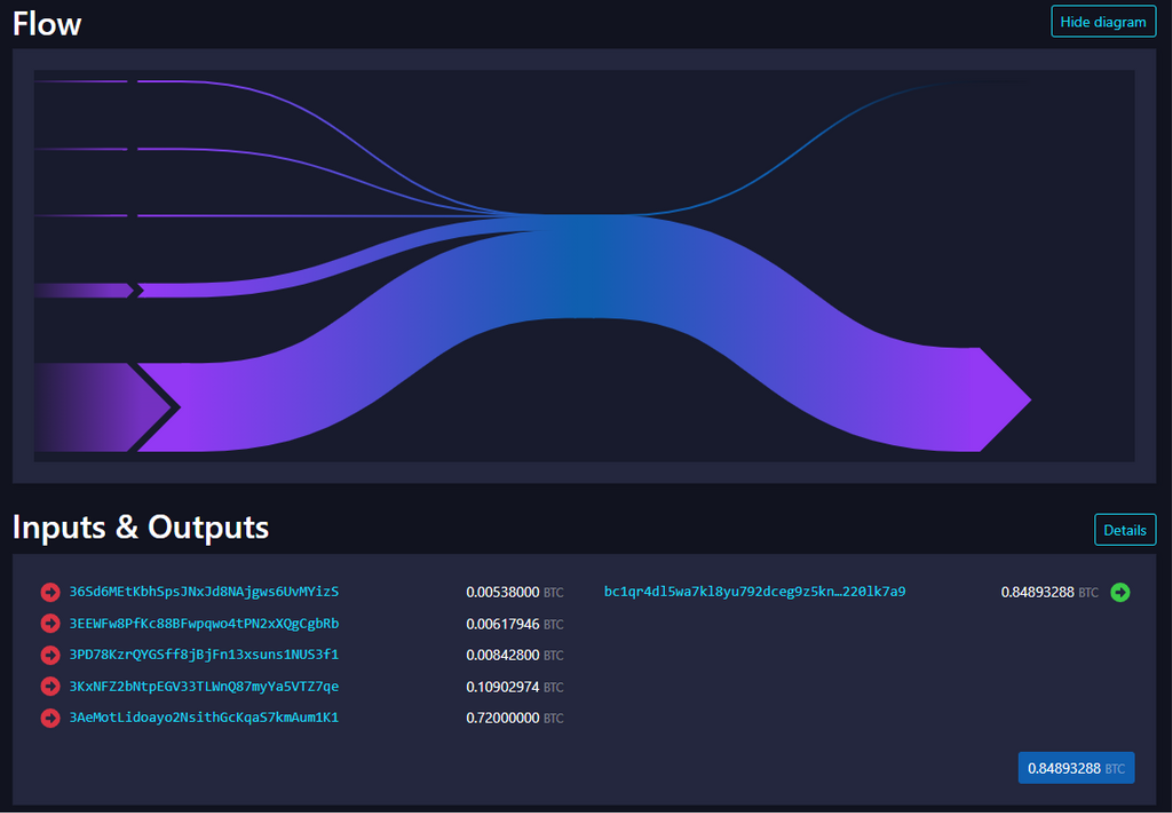 Flow
Hide diagram
Inputs & Outputs
Details
36Sd6MEtKbhSpsJNxJd8NAjgws6UvMYizS 0.00538000 BTC bc1qr4dl5wa7kl8yu792dceg9z5kn…220lk7a9 0.84893288 BTC
3EEWFw8PfKc88BFwpqwo4tPN2xXQgCgbRb 0.00617946 BTC
3PD78KzrQYGSff8jBjFn13xsuns1NUS3f1 0.00842800 BTC
3KxNFZ2bNtpEGV33TLWnQ87myYa5VTZ7qe 0.10902974 BTC
3AeMotLidoayo2NsithGcKqaS7kmAum1K1 0.72000000 BTC
0.84893288 BTC